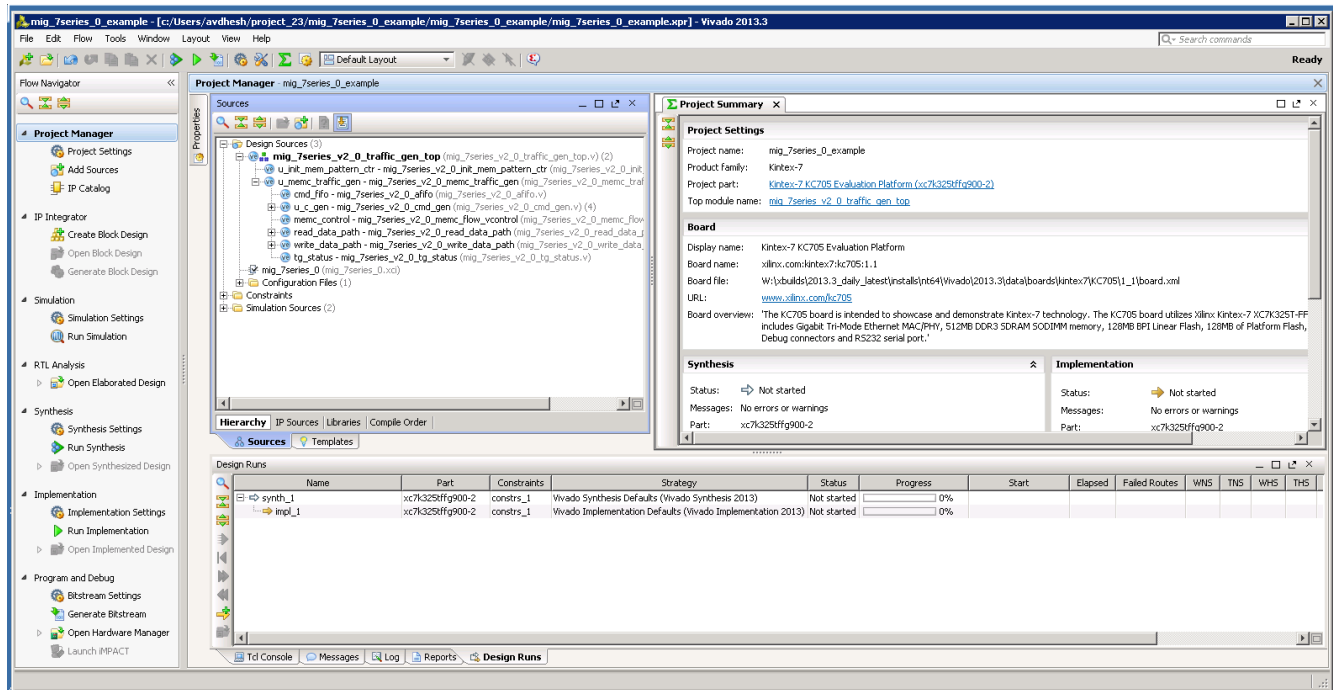 mig_7series_0_example - [c:/Users/avdhesh/project_23/mig_7series_0_example/mig_7series_0_example/mig_7series_0_example.xpr] - Vivado 2013.3
File Edit Flow Tools Window Layout View Help
Search commands
Default Layout
Ready
Flow Navigator
Project Manager
Project Settings
Add Sources
IP Catalog
IP Integrator
Create Block Design
Open Block Design
Generate Block Design
Simulation
Simulation Settings
Run Simulation
RTL Analysis
Open Elaborated Design
Synthesis
Synthesis Settings
Run Synthesis
Open Synthesized Design
Implementation
Implementation Settings
Run Implementation
Open Implemented Design
Program and Debug
Bitstream Settings
Generate Bitstream
Open Hardware Manager
Launch iMPACT
Project Manager - mig_7series_0_example
Properties
Sources
Design Sources (3)
mig_7series_v2_0_traffic_gen_top (mig_7series_v2_0_traffic_gen_top.v) (2)
u_init_mem_pattern_ctr - mig_7series_v2_0_init_mem_pattern_ctr (mig_7series_v2_0_init
u_memc_traffic_gen - mig_7series_v2_0_memc_traffic_gen (mig_7series_v2_0_memc_traf
cmd_fifo - mig_7series_v2_0_afifo (mig_7series_v2_0_afifo.v)
u_c_gen - mig_7series_v2_0_cmd_gen (mig_7series_v2_0_cmd_gen.v) (4)
memc_control - mig_7series_v2_0_memc_flow_vcontrol (mig_7series_v2_0_memc_flow
read_data_path - mig_7series_v2_0_read_data_path (mig_7series_v2_0_read_data_p
write_data_path - mig_7series_v2_0_write_data_path (mig_7series_v2_0_write_data_
tg_status - mig_7series_v2_0_tg_status (mig_7series_v2_0_tg_status.v)
mig_7series_0 (mig_7series_0.xci)
Configuration Files (1)
Constraints
Simulation Sources (2)
Hierarchy IP Sources Libraries Compile Order
Sources Templates
Project Summary
Project Settings
Project name: mig_7series_0_example
Product family: Kintex-7
Project part: Kintex-7 KC705 Evaluation Platform (xc7k325tffg900-2)
Top module name: mig_7series_v2_0_traffic_gen_top
Board
Display name: Kintex-7 KC705 Evaluation Platform
Board name: xilinx.com:kintex7:kc705:1.1
Board file: W:\xbuilds\2013.3_daily_latest\installs\nt64\Vivado\2013.3\data\boards\kintex7\KC705\1_1\board.xml
URL: www.xilinx.com/kc705
Board overview: 'The KC705 board is intended to showcase and demonstrate Kintex-7 technology. The KC705 board utilizes Xilinx Kintex-7 XC7K325T-FF
includes Gigabit Tri-Mode Ethernet MAC/PHY, 512MB DDR3 SDRAM SODIMM memory, 128MB BPI Linear Flash, 128MB of Platform Flash,
Debug connectors and RS232 serial port.'
Synthesis
Status: Not started
Messages: No errors or warnings
Part: xc7k325tffg900-2
Implementation
Status: Not started
Messages: No errors or warnings
Part: xc7k325tffg900-2
Design Runs
Name Part Constraints Strategy Status Progress Start Elapsed Failed Routes WNS TNS WHS THS
synth_1 xc7k325tffg900-2 constrs_1 Vivado Synthesis Defaults (Vivado Synthesis 2013) Not started 0%
impl_1 xc7k325tffg900-2 constrs_1 Vivado Implementation Defaults (Vivado Implementation 2013) Not started 0%
Tcl Console Messages Log Reports Design Runs